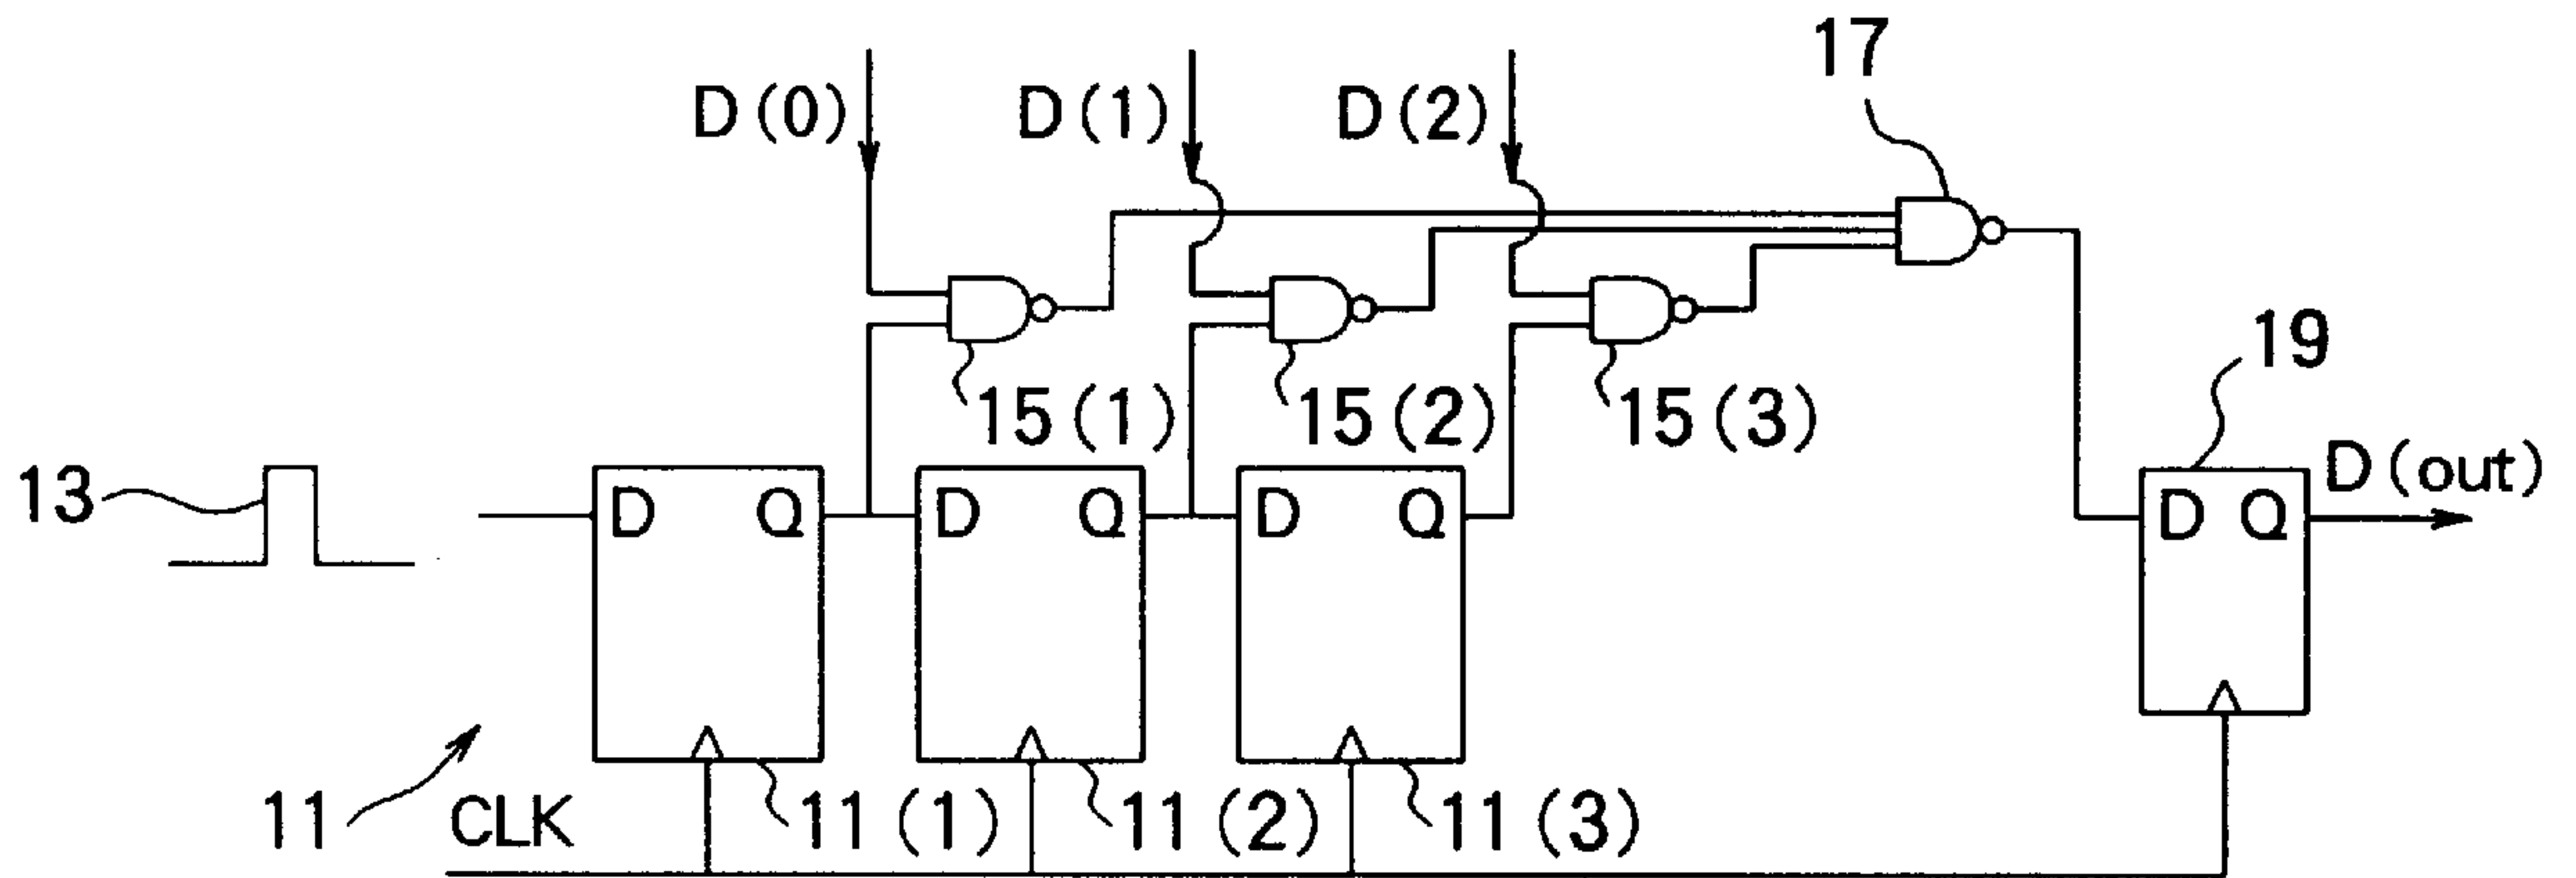 17
D(0) D(1) D(2)
19
15(1) 15(2) 15(3)
13
D Q D Q D Q D Q D(out)
11 CLK 11(1) 11(2) 11(3)